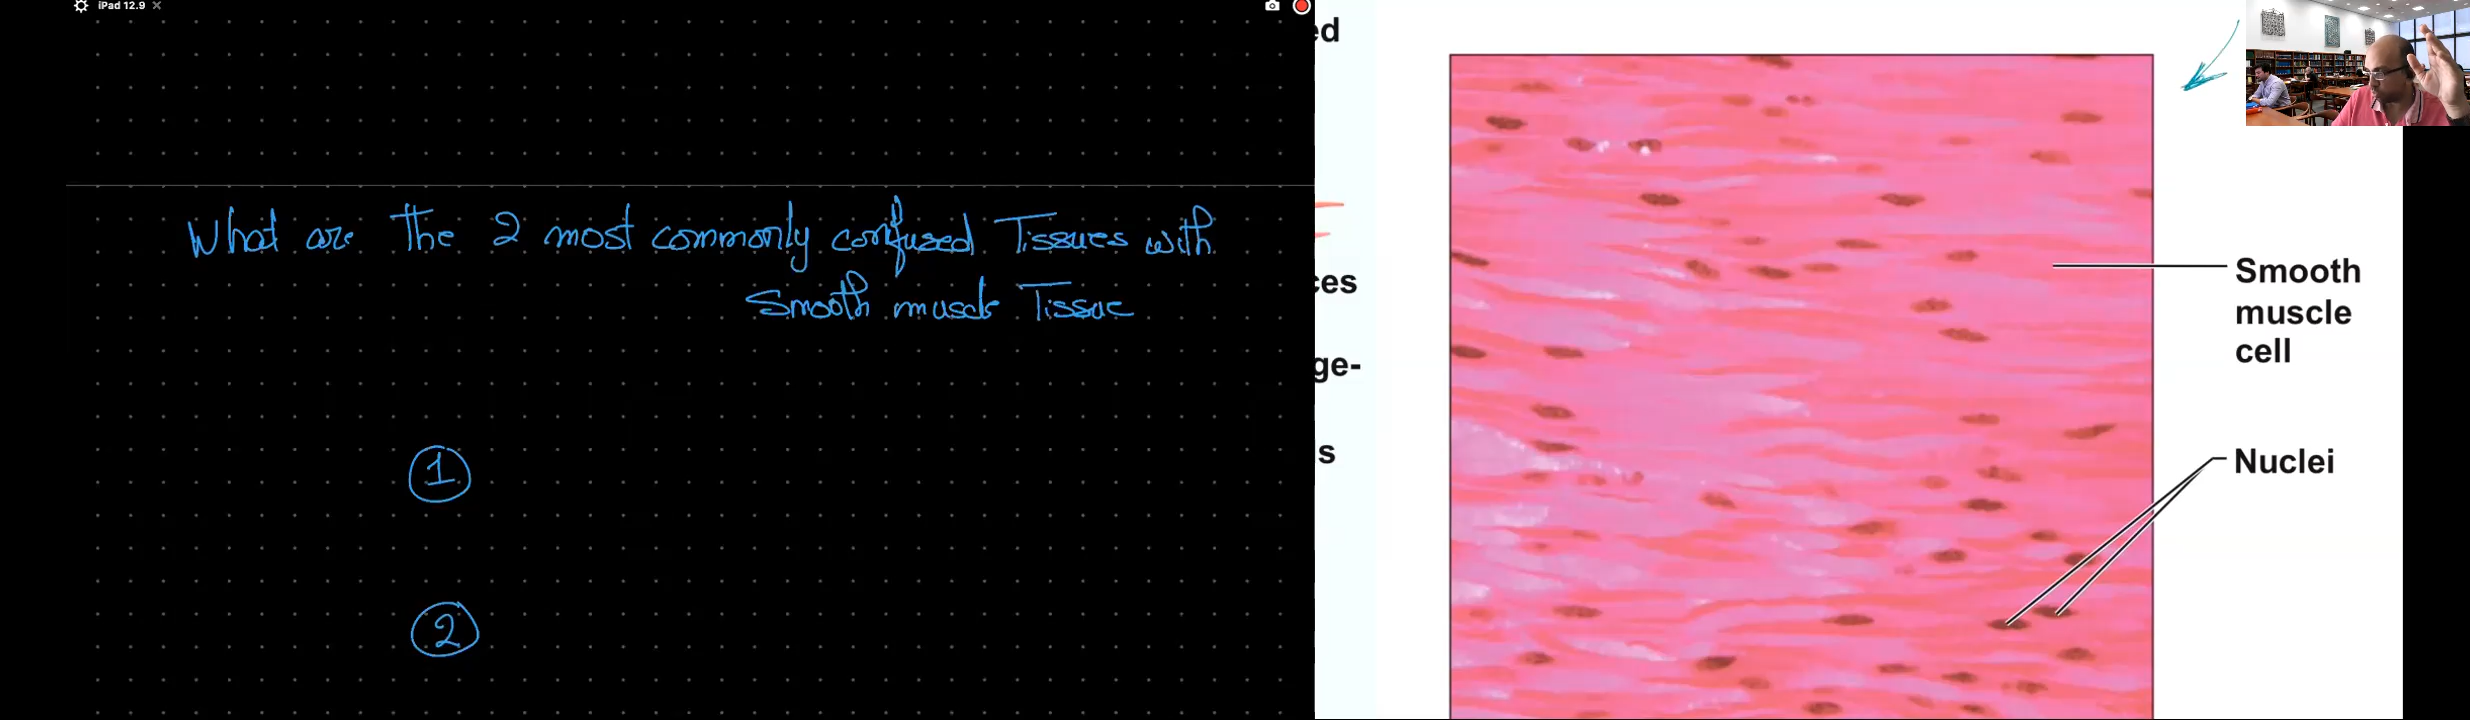 iPad 12.9
What are the 2 most commonly confused Tissues with
Smooth muscle Tissue
1
2
ed
ces
ge-
s
Smooth
muscle
cell
Nuclei